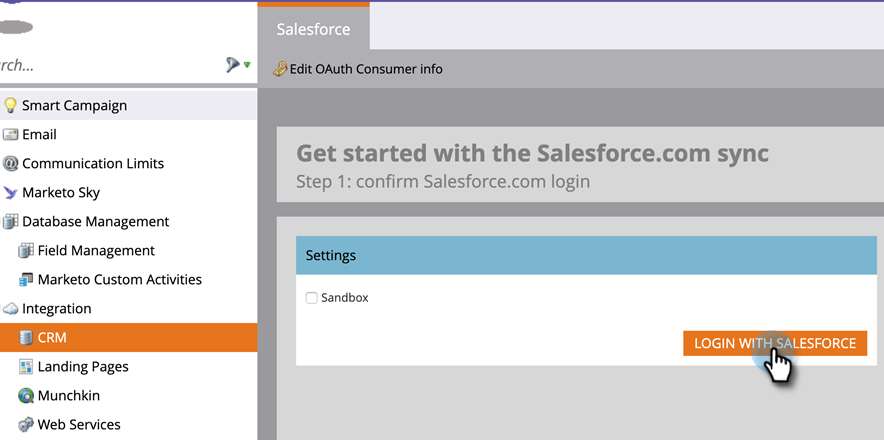 Salesforce
rch...
Edit OAuth Consumer info
Smart Campaign
Email
Communication Limits
Marketo Sky
Database Management
Field Management
Marketo Custom Activities
Integration
CRM
Landing Pages
Munchkin
Web Services
Get started with the Salesforce.com sync
Step 1: confirm Salesforce.com login
Settings
Sandbox
LOGIN WITH SALESFORCE